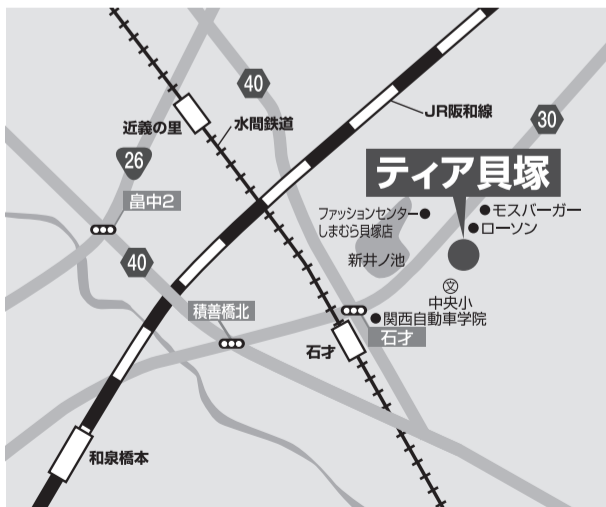 40
JR阪和線
近義の里
水間鉄道
30
26
ティア貝塚
畠中2
ファッションセンター
しまむら貝塚店
モスバーガー
ローソン
新井ノ池
40
文
中央小
積善橋北
関西自動車学院
石才
石才
和泉橋本